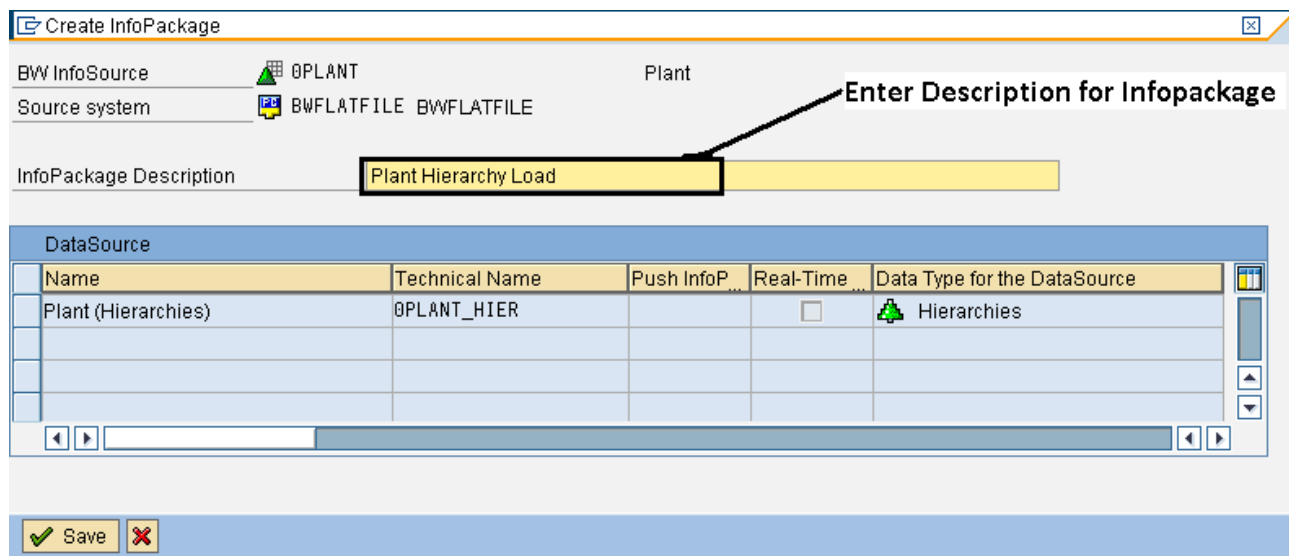 Create InfoPackage
BW InfoSource 0PLANT Plant
Enter Description for Infopackage
Source system BWFLATFILE BWFLATFILE
InfoPackage Description Plant Hierarchy Load
DataSource
Name Technical Name Push InfoP... Real-Time ... Data Type for the DataSource
Plant (Hierarchies) 0PLANT_HIER Hierarchies
Save